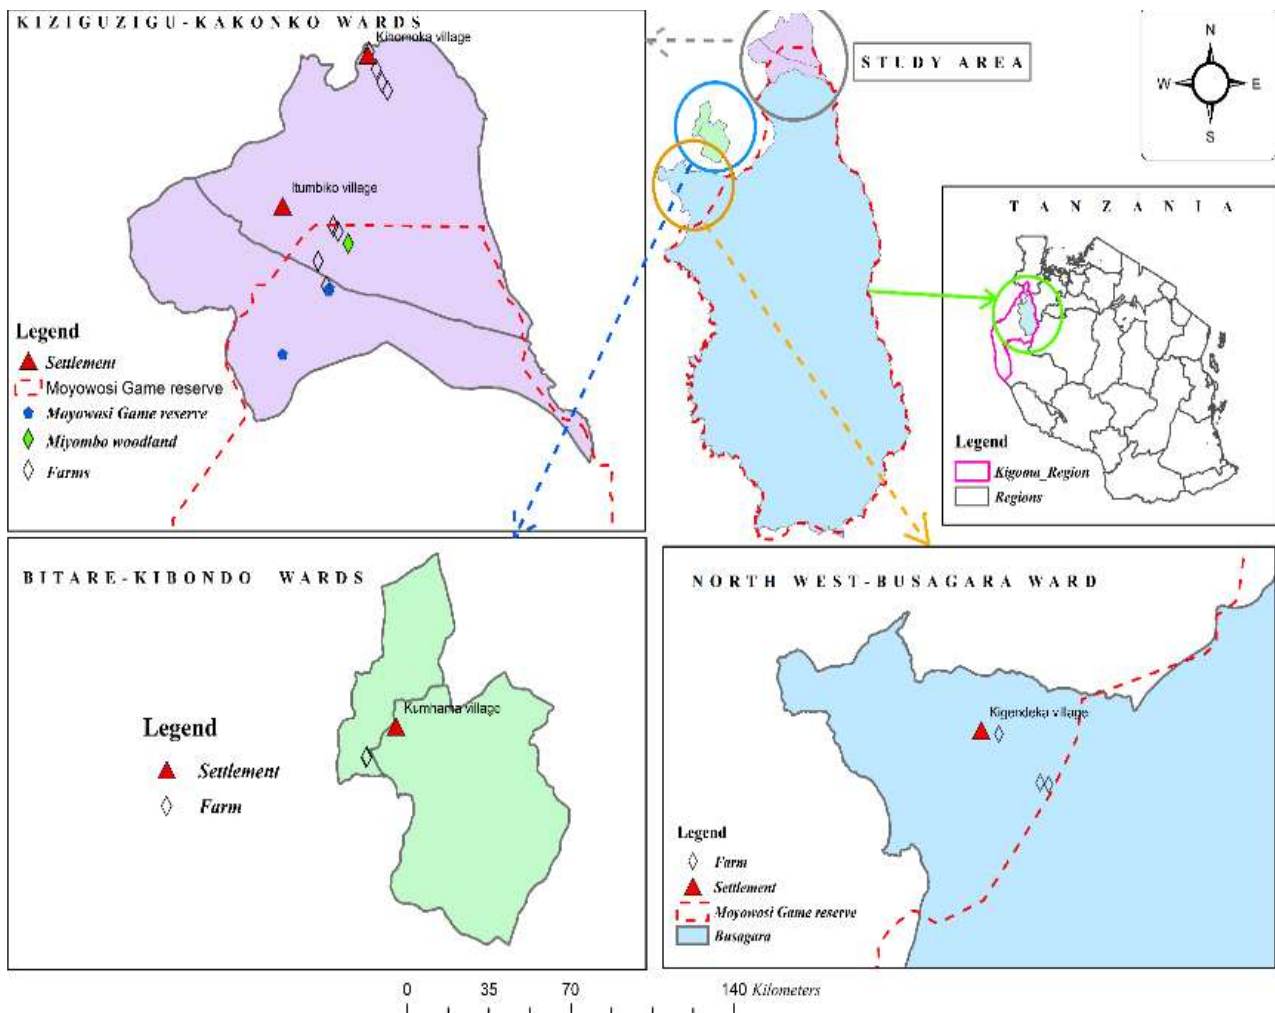 KIZIGUZIGU-KAKONKO WARDS
Kihomoka village
Itumbiko village
Legend
Settlement
Moyowosi Game reserve
Moyowosi Game reserve
Miyombo woodland
Farms
STUDY AREA
N
W E
S
TANZANIA
Legend
Kigoma_Region
Regions
BITARE-KIBONDO WARDS
Kumhama village
Legend
Settlement
Farm
NORTH WEST-BUSAGARA WARD
Kigendeka village
Legend
Farm
Settlement
Moyowosi Game reserve
Busagara
0 35 70 140 Kilometers